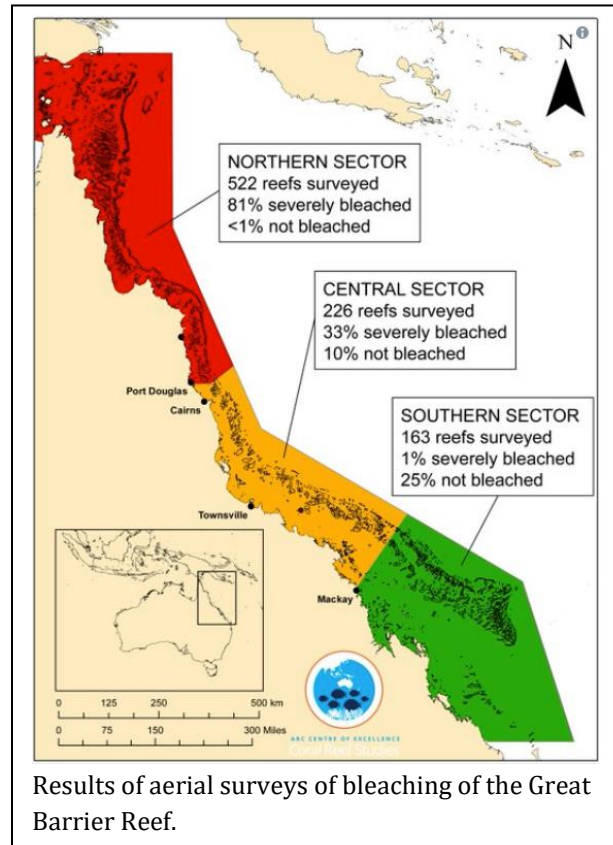 N
NORTHERN SECTOR
522 reefs surveyed
81% severely bleached
<1% not bleached
CENTRAL SECTOR
226 reefs surveyed
33% severely bleached
10% not bleached
Port Douglas
Cairns
SOUTHERN SECTOR
163 reefs surveyed
1% severely bleached
25% not bleached
Townsville
Mackay
0 125 250 500 km
0 75 150 300 Miles
ARC CENTRE OF EXCELLENCE
Coral Reef Studies
Results of aerial surveys of bleaching of the Great
Barrier Reef.